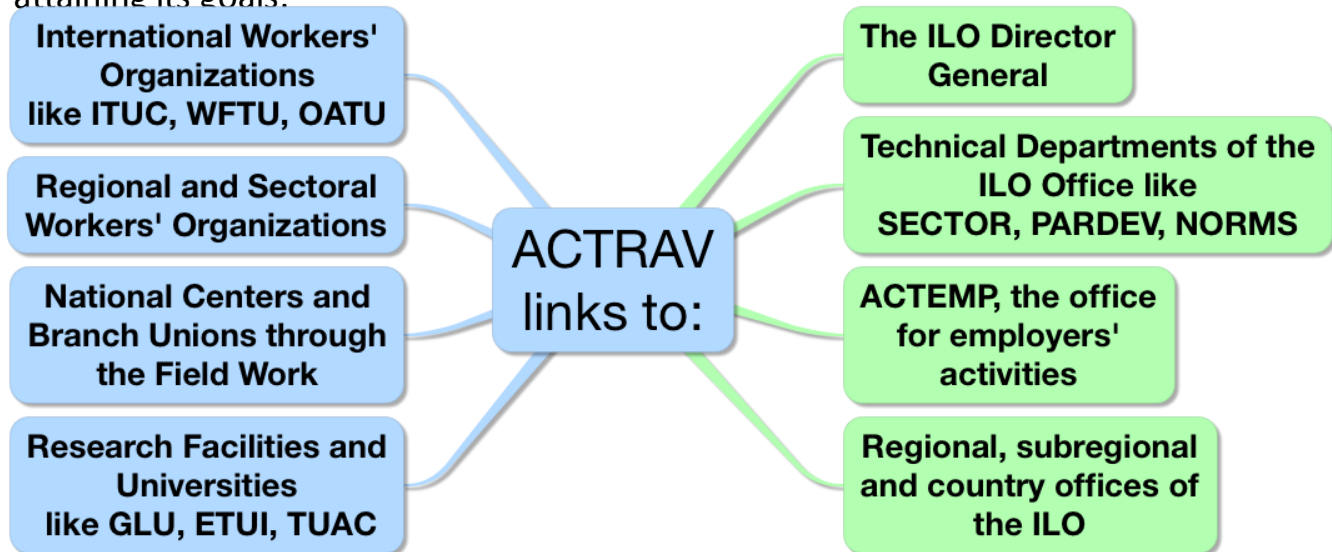 attaining its goals.
International Workers'
Organizations
like ITUC, WFTU, OATU
Regional and Sectoral
Workers' Organizations
National Centers and
Branch Unions through
the Field Work
Research Facilities and
Universities
like GLU, ETUI, TUAC
ACTRAV
links to:
The ILO Director
General
Technical Departments of the
ILO Office like
SECTOR, PARDEV, NORMS
ACTEMP, the office
for employers'
activities
Regional, subregional
and country offices of
the ILO